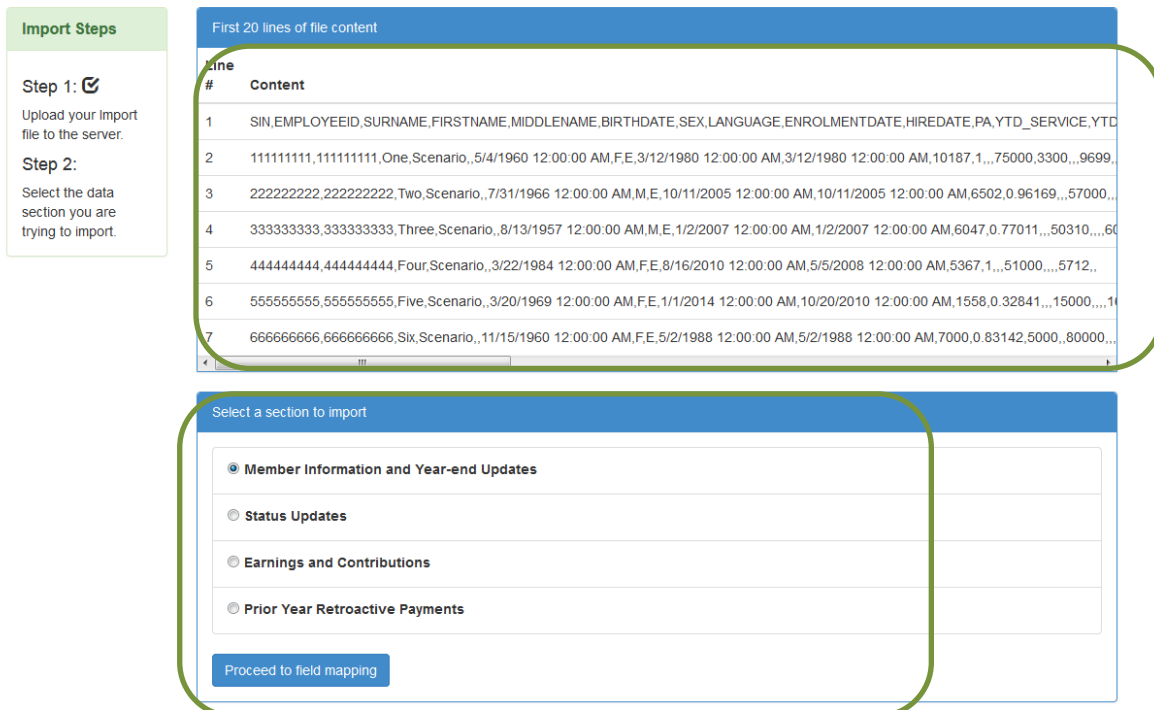 Import Steps
Step 1:
Upload your Import
file to the server.
Step 2:
Select the data
section you are
trying to import.
First 20 lines of file content
Line
# Content
1 SIN,EMPLOYEEID,SURNAME,FIRSTNAME,MIDDLENAME,BIRTHDATE,SEX,LANGUAGE,ENROLMENTDATE,HIREDATE,PA,YTD_SERVICE,YTD
2 111111111,111111111,One,Scenario,,5/4/1960 12:00:00 AM,F,E,3/12/1980 12:00:00 AM,3/12/1980 12:00:00 AM,10187,1,,,75000,3300,,,9699,,
3 222222222,222222222,Two,Scenario,,7/31/1966 12:00:00 AM,M,E,10/11/2005 12:00:00 AM,10/11/2005 12:00:00 AM,6502,0.96169,,,57000,,,
4 333333333,333333333,Three,Scenario,,8/13/1957 12:00:00 AM,M,E,1/2/2007 12:00:00 AM,1/2/2007 12:00:00 AM,6047,0.77011,,,50310,,,,60
5 444444444,444444444,Four,Scenario,,3/22/1984 12:00:00 AM,F,E,8/16/2010 12:00:00 AM,5/5/2008 12:00:00 AM,5367,1,,,51000,,,,5712,,
6 555555555,555555555,Five,Scenario,,3/20/1969 12:00:00 AM,F,E,1/1/2014 12:00:00 AM,10/20/2010 12:00:00 AM,1558,0.32841,,,15000,,,,16
7 666666666,666666666,Six,Scenario,,11/15/1960 12:00:00 AM,F,E,5/2/1988 12:00:00 AM,5/2/1988 12:00:00 AM,7000,0.83142,5000,,80000,,,
Select a section to import
Member Information and Year-end Updates
Status Updates
Earnings and Contributions
Prior Year Retroactive Payments
Proceed to field mapping